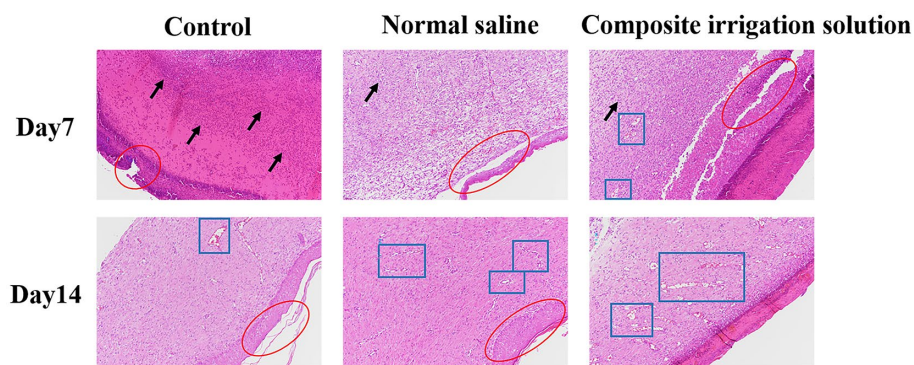 Control
Normal saline
Composite irrigation solution
Day7
Day14